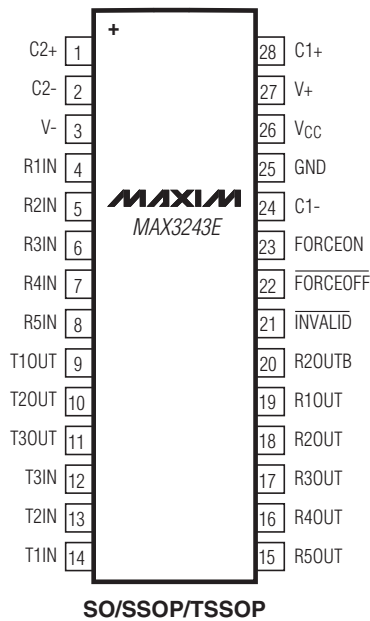 +
C2+ 1 28 C1+
C2- 2 27 V+
V- 3 26 VCC
R1IN 4 25 GND
R2IN 5 MAXIM 24 C1-
MAX3243E
R3IN 6 23 FORCEON
R4IN 7 22 FORCEOFF
R5IN 8 21 INVALID
T1OUT 9 20 R2OUTB
T2OUT 10 19 R1OUT
T3OUT 11 18 R2OUT
T3IN 12 17 R3OUT
T2IN 13 16 R4OUT
T1IN 14 15 R5OUT
SO/SSOP/TSSOP